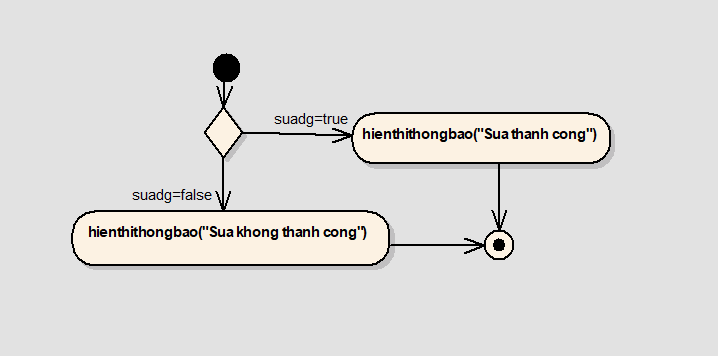 suadg=true
hienthithongbao("Sua thanh cong")
suadg=false
hienthithongbao("Sua khong thanh cong")